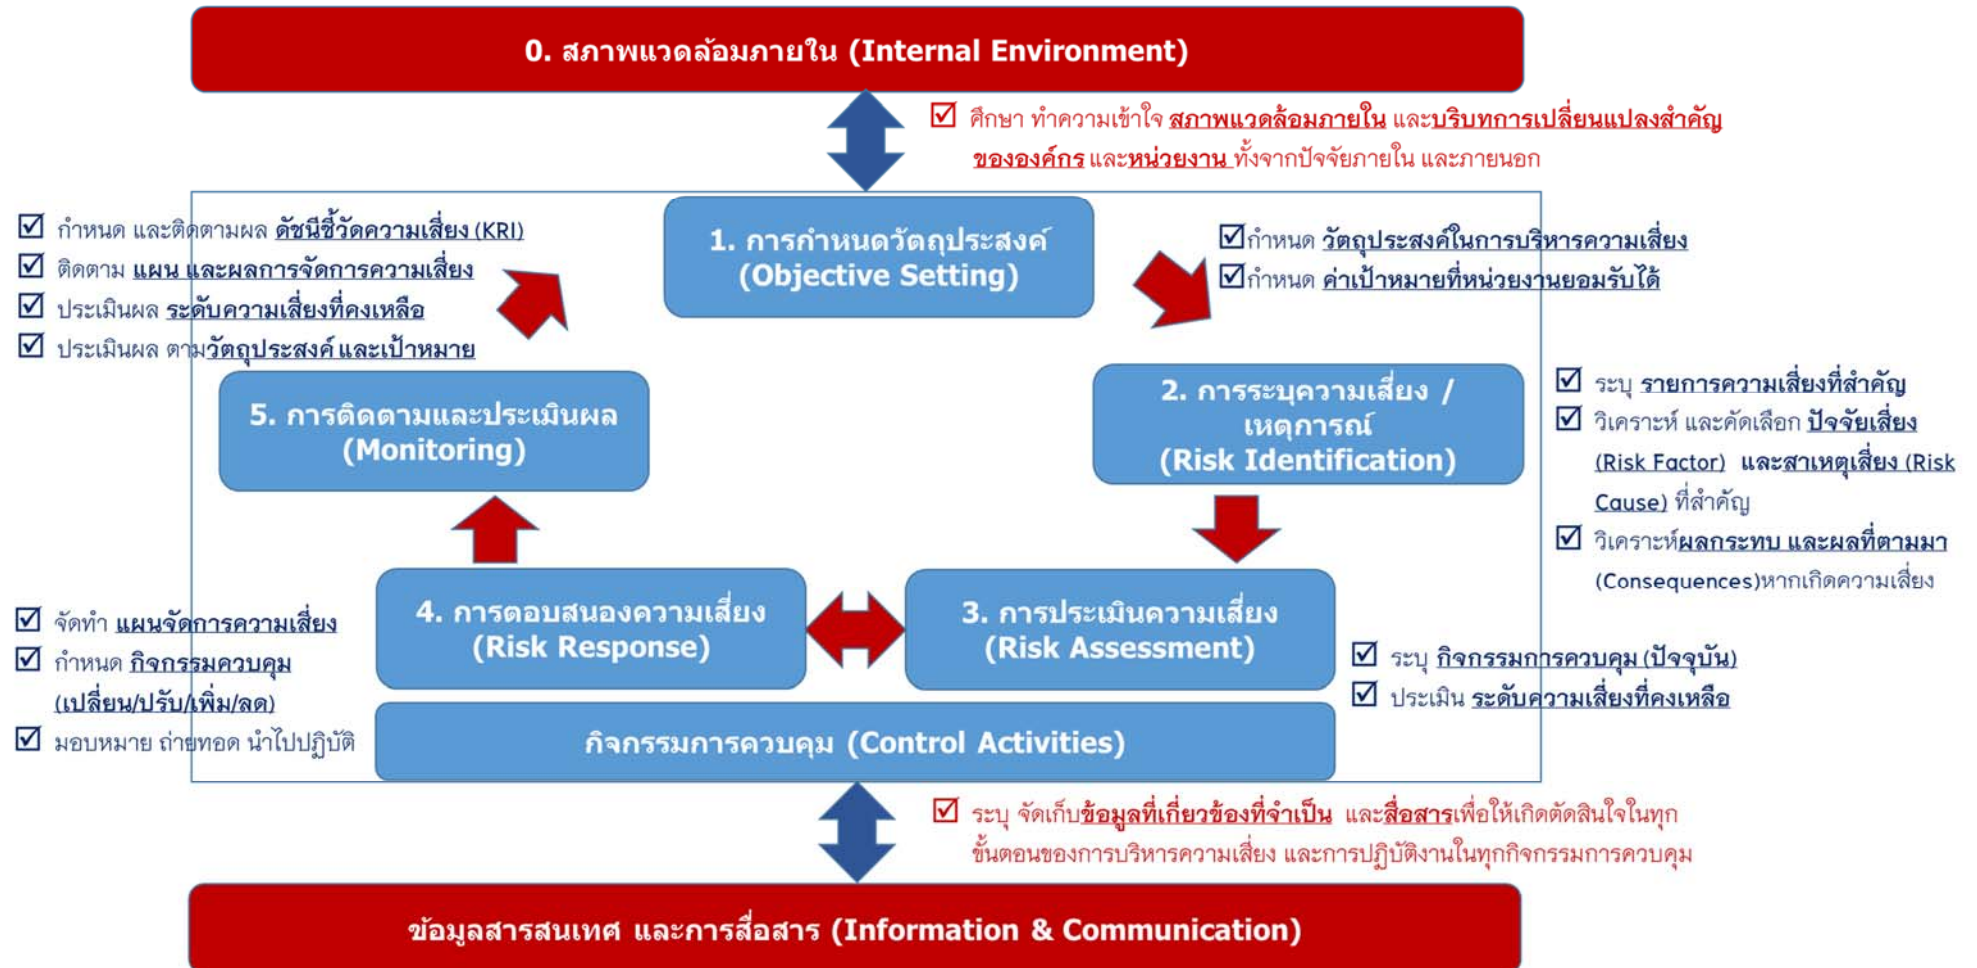 0. สภาพแวดล้อมภายใน (Internal Environment)
ศึกษา ทำความเข้าใจ สภาพแวดล้อมภายใน และบริบทการเปลี่ยนแปลงสำคัญ
ขององค์กร และหน่วยงาน ทั้งจากปัจจัยภายใน และภายนอก
กำหนด และติดตามผล ดัชนีชี้วัดความเสี่ยง (KRI)
ติดตาม แผน และผลการจัดการความเสี่ยง
ประเมินผล ระดับความเสี่ยงที่คงเหลือ
ประเมินผล ตามวัตถุประสงค์ และเป้าหมาย
1. การกำหนดวัตถุประสงค์
(Objective Setting)
กำหนด วัตถุประสงค์ในการบริหารความเสี่ยง
กำหนด ค่าเป้าหมายที่หน่วยงานยอมรับได้
5. การติดตามและประเมินผล
(Monitoring)
2. การระบุความเสี่ยง /
เหตุการณ์
(Risk Identification)
ระบุ รายการความเสี่ยงที่สำคัญ
วิเคราะห์ และคัดเลือก ปัจจัยเสี่ยง
(Risk Factor) และสาเหตุเสี่ยง (Risk
Cause) ที่สำคัญ
วิเคราะห์ผลกระทบ และผลที่ตามมา
(Consequences)หากเกิดความเสี่ยง
4. การตอบสนองความเสี่ยง
(Risk Response)
3. การประเมินความเสี่ยง
(Risk Assessment)
จัดทำ แผนจัดการความเสี่ยง
กำหนด กิจกรรมควบคุม
(เปลี่ยน/ปรับ/เพิ่ม/ลด)
มอบหมาย ถ่ายทอด นำไปปฏิบัติ
ระบุ กิจกรรมการควบคุม (ปัจจุบัน)
ประเมิน ระดับความเสี่ยงที่คงเหลือ
กิจกรรมการควบคุม (Control Activities)
ระบุ จัดเก็บข้อมูลที่เกี่ยวข้องที่จำเป็น และสื่อสารเพื่อให้เกิดตัดสินใจในทุก
ขั้นตอนของการบริหารความเสี่ยง และการปฏิบัติงานในทุกกิจกรรมการควบคุม
ข้อมูลสารสนเทศ และการสื่อสาร (Information & Communication)